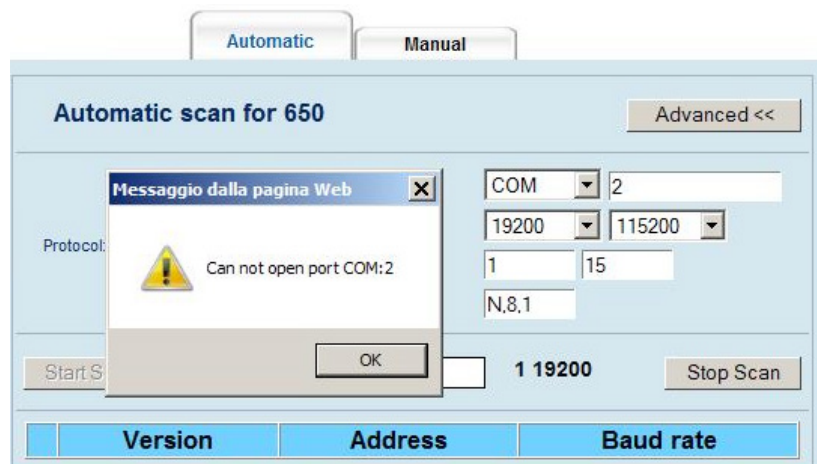 Automatic Manual
Automatic scan for 650 Advanced <<
Messaggio dalla pagina Web
COM 2
19200 115200
Protocol:
Can not open port COM:2
1 15
N,8,1
OK
Start S 1 19200 Stop Scan
Version Address Baud rate